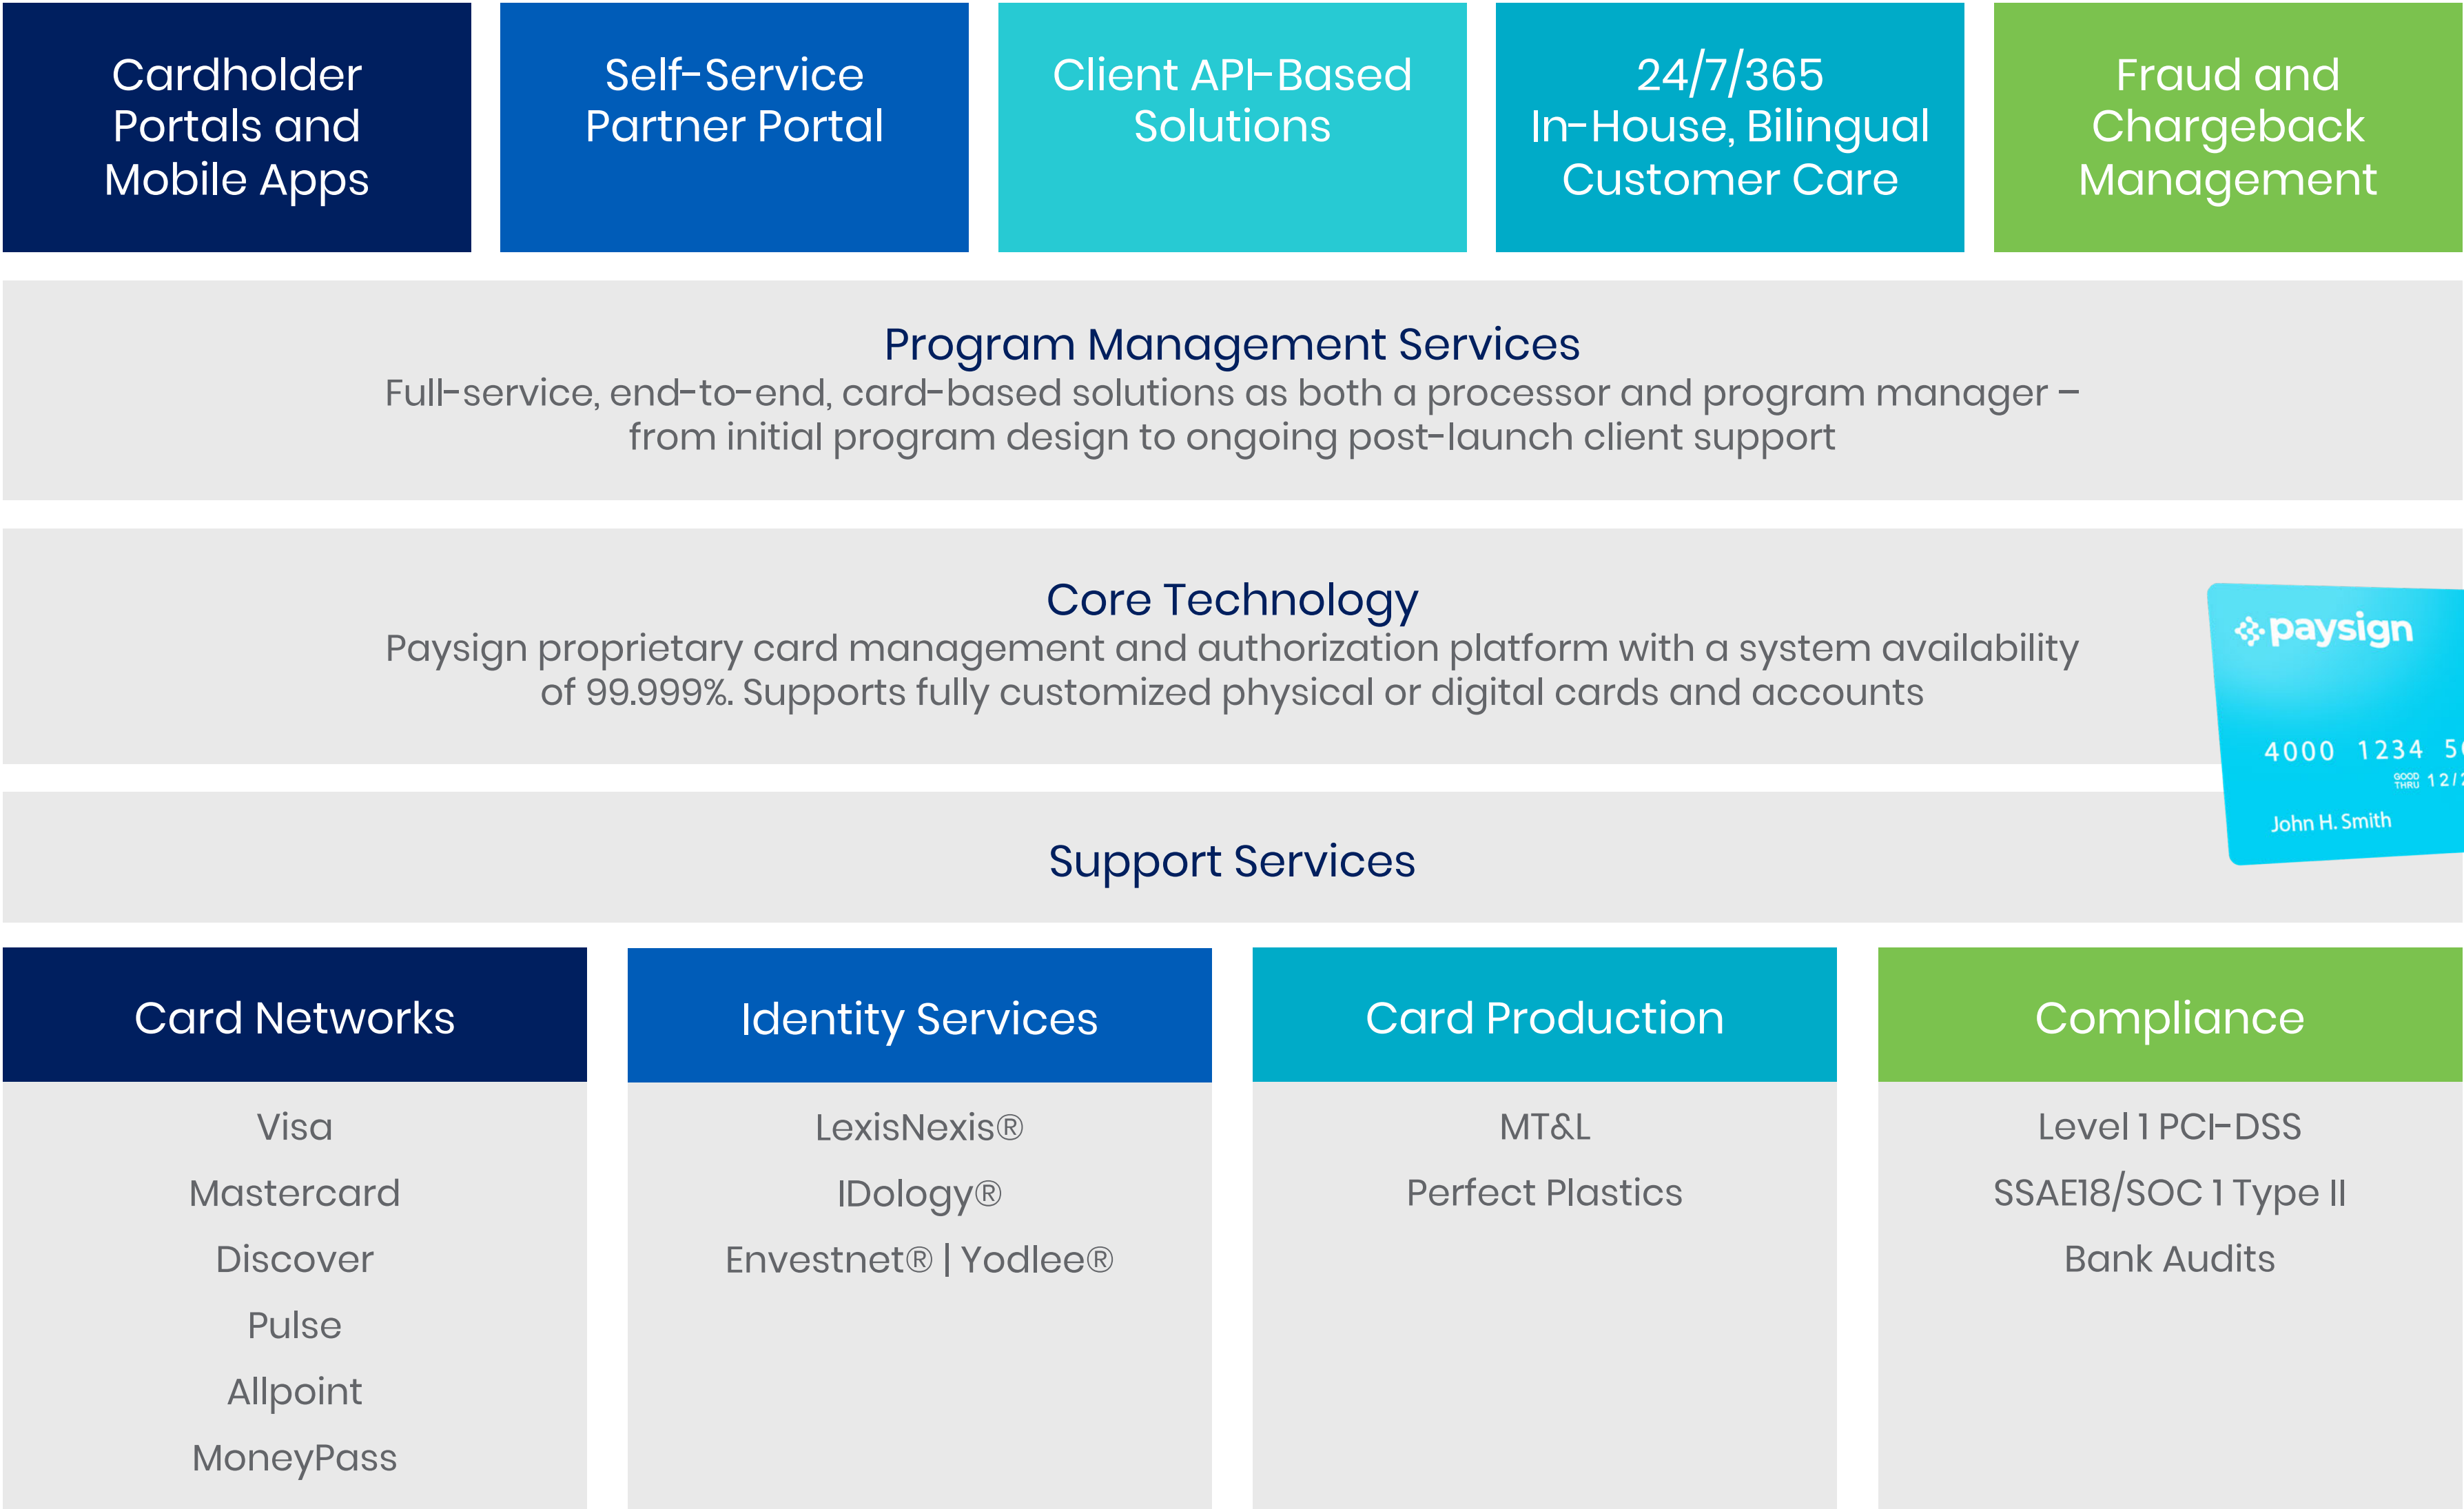 Cardholder
Portals and
Mobile Apps
Self-Service
Partner Portal
Client API-Based
Solutions
24/7/365
In-House, Bilingual
Customer Care
Fraud and
Chargeback
Management
Program Management Services
Full-service, end-to-end, card-based solutions as both a processor and program manager –
from initial program design to ongoing post-launch client support
Core Technology
Paysign proprietary card management and authorization platform with a system availability
of 99.999%. Supports fully customized physical or digital cards and accounts
paysign
4000 1234
GOOD
THRU
John H. Smith
Support Services
Card Networks
Visa
Mastercard
Discover
Pulse
Allpoint
MoneyPass
Identity Services
LexisNexis®
IDology®
Envestnet® | Yodlee®
Card Production
MT&L
Perfect Plastics
Compliance
Level 1 PCI-DSS
SSAE18/SOC 1 Type II
Bank Audits